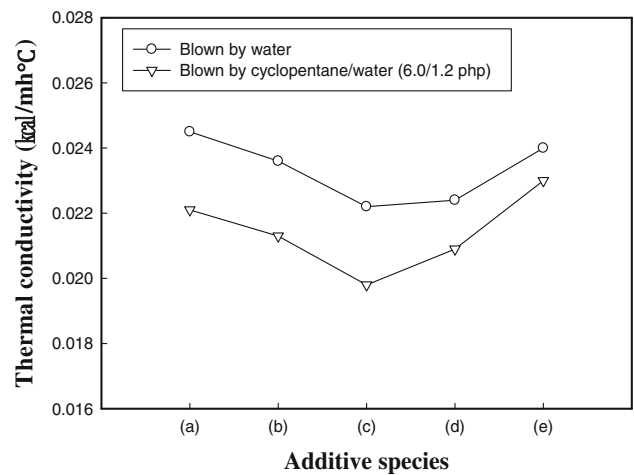 0.028
0.026
0.024
0.022
0.020
0.018
0.016
Thermal conductivity (㎉/mh℃)
Blown by water
Blown by cyclopentane/water (6.0/1.2 php)
(a) (b) (c) (d) (e)
Additive species